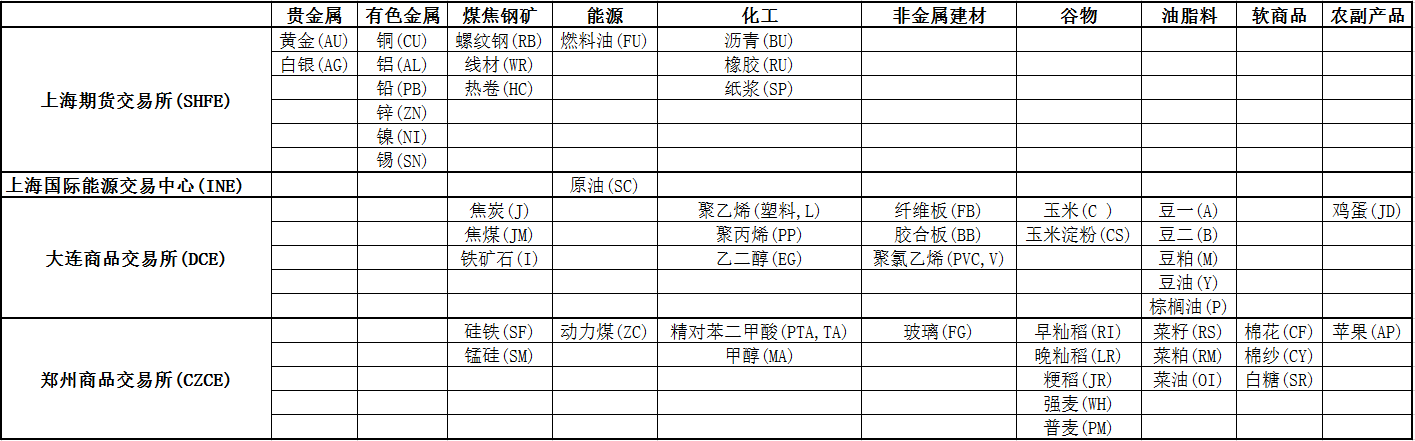 贵金属 有色金属 煤焦钢矿 能源 化工 非金属建材 谷物 油脂料 软商品 农副产品
黄金(AU) 铜(CU) 螺纹钢(RB) 燃料油(FU) 沥青(BU)
白银(AG) 铝(AL) 线材(WR) 橡胶(RU)
铅(PB) 热卷(HC) 纸浆(SP)
上海期货交易所(SHFE)
锌(ZN)
镍(NI)
锡(SN)
上海国际能源交易中心(INE) 原油(SC)
焦炭(J) 聚乙烯(塑料,L) 纤维板(FB) 玉米(C ) 豆一(A) 鸡蛋(JD)
焦煤(JM) 聚丙烯(PP) 胶合板(BB) 玉米淀粉(CS) 豆二(B)
大连商品交易所(DCE) 铁矿石(I) 乙二醇(EG) 聚氯乙烯(PVC,V) 豆粕(M)
豆油(Y)
棕榈油(P)
硅铁(SF) 动力煤(ZC) 精对苯二甲酸(PTA,TA) 玻璃(FG) 早籼稻(RI) 菜籽(RS) 棉花(CF) 苹果(AP)
锰硅(SM) 甲醇(MA) 晚籼稻(LR) 菜粕(RM) 棉纱(CY)
郑州商品交易所(CZCE) 粳稻(JR) 菜油(OI) 白糖(SR)
强麦(WH)
普麦(PM)